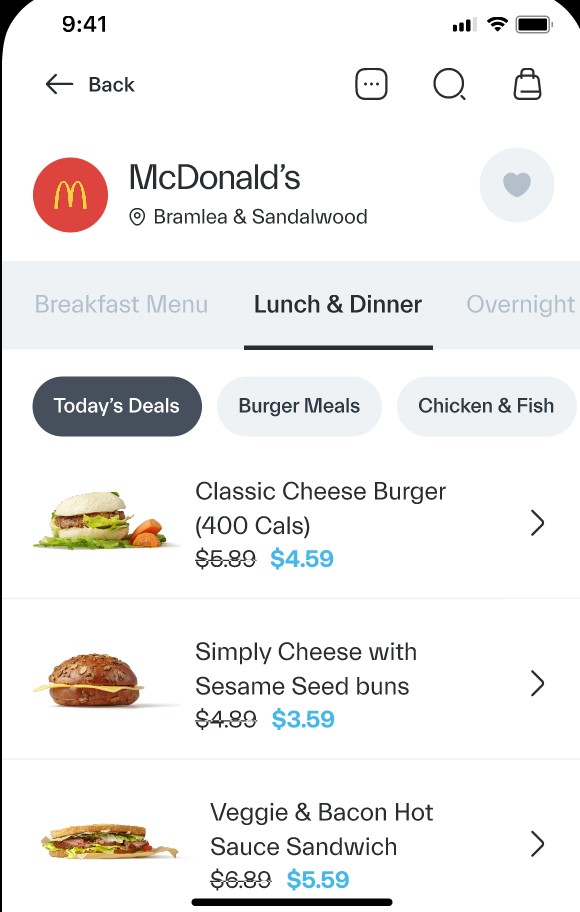 9:41
Back
McDonald's
Bramlea & Sandalwood
Breakfast Menu
Lunch & Dinner
Overnight
Today's Deals
Burger Meals
Chicken & Fish
Classic Cheese Burger
(400 Cals)
$5.89 $4.59
Simply Cheese with
Sesame Seed buns
$4.89 $3.59
Veggie & Bacon Hot
Sauce Sandwich
$6.89 $5.59